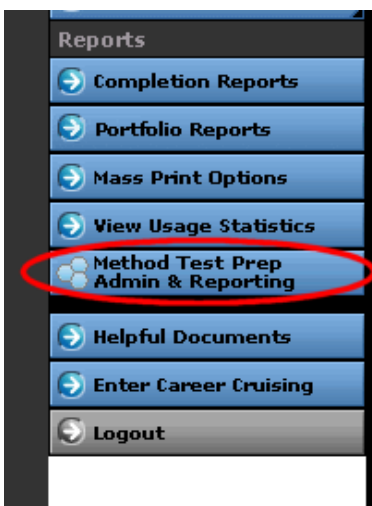 Reports
Completion Reports
Portfolio Reports
Mass Print Options
View Usage Statistics
Method Test Prep
Admin & Reporting
Helpful Documents
Enter Career Cruising
Logout